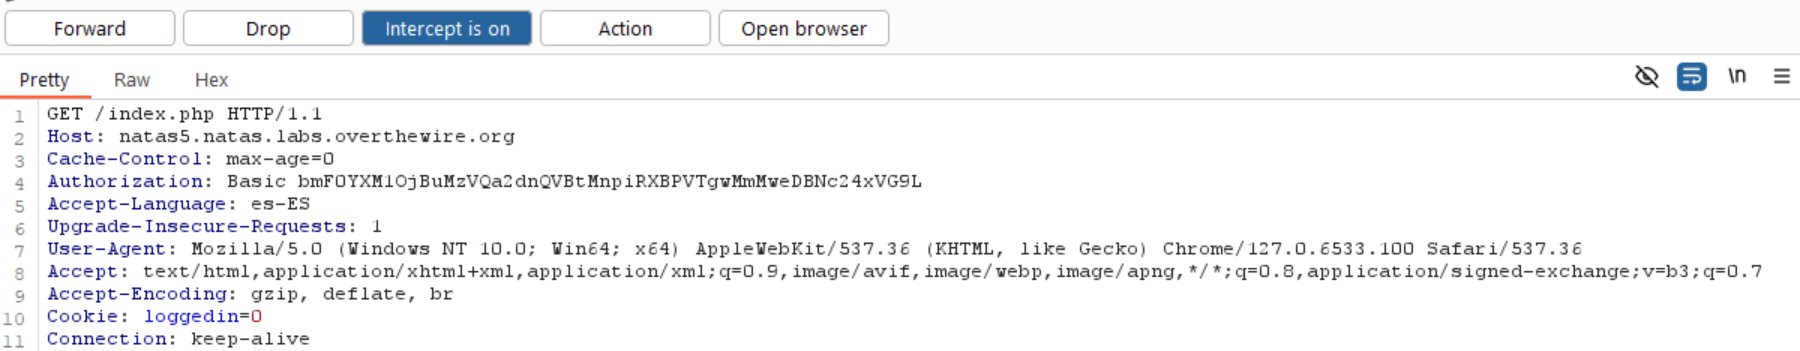 Forward Drop Intercept is on Action Open browser
Pretty Raw Hex \n
1 GET /index.php HTTP/1.1
2 Host: natas5.natas.labs.overthewire.org
3 Cache-Control: max-age=0
4 Authorization: Basic bmF0YXM1OjBuMzVQa2dnQVBtMnpiRXBPVTgwMmMweDBNc24xVG9L
5 Accept-Language: es-ES
6 Upgrade-Insecure-Requests: 1
7 User-Agent: Mozilla/5.0 (Windows NT 10.0; Win64; x64) AppleWebKit/537.36 (KHTML, like Gecko) Chrome/127.0.6533.100 Safari/537.36
8 Accept: text/html,application/xhtml+xml,application/xml;q=0.9,image/avif,image/webp,image/apng,*/*;q=0.8,application/signed-exchange;v=b3;q=0.7
9 Accept-Encoding: gzip, deflate, br
10 Cookie: loggedin=0
11 Connection: keep-alive